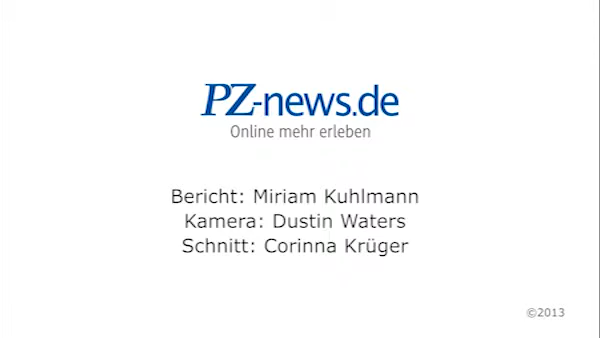 PZ-news.de
Online mehr erleben
Bericht: Miriam Kuhlmann
Kamera: Dustin Waters
Schnitt: Corinna Krüger
©2013